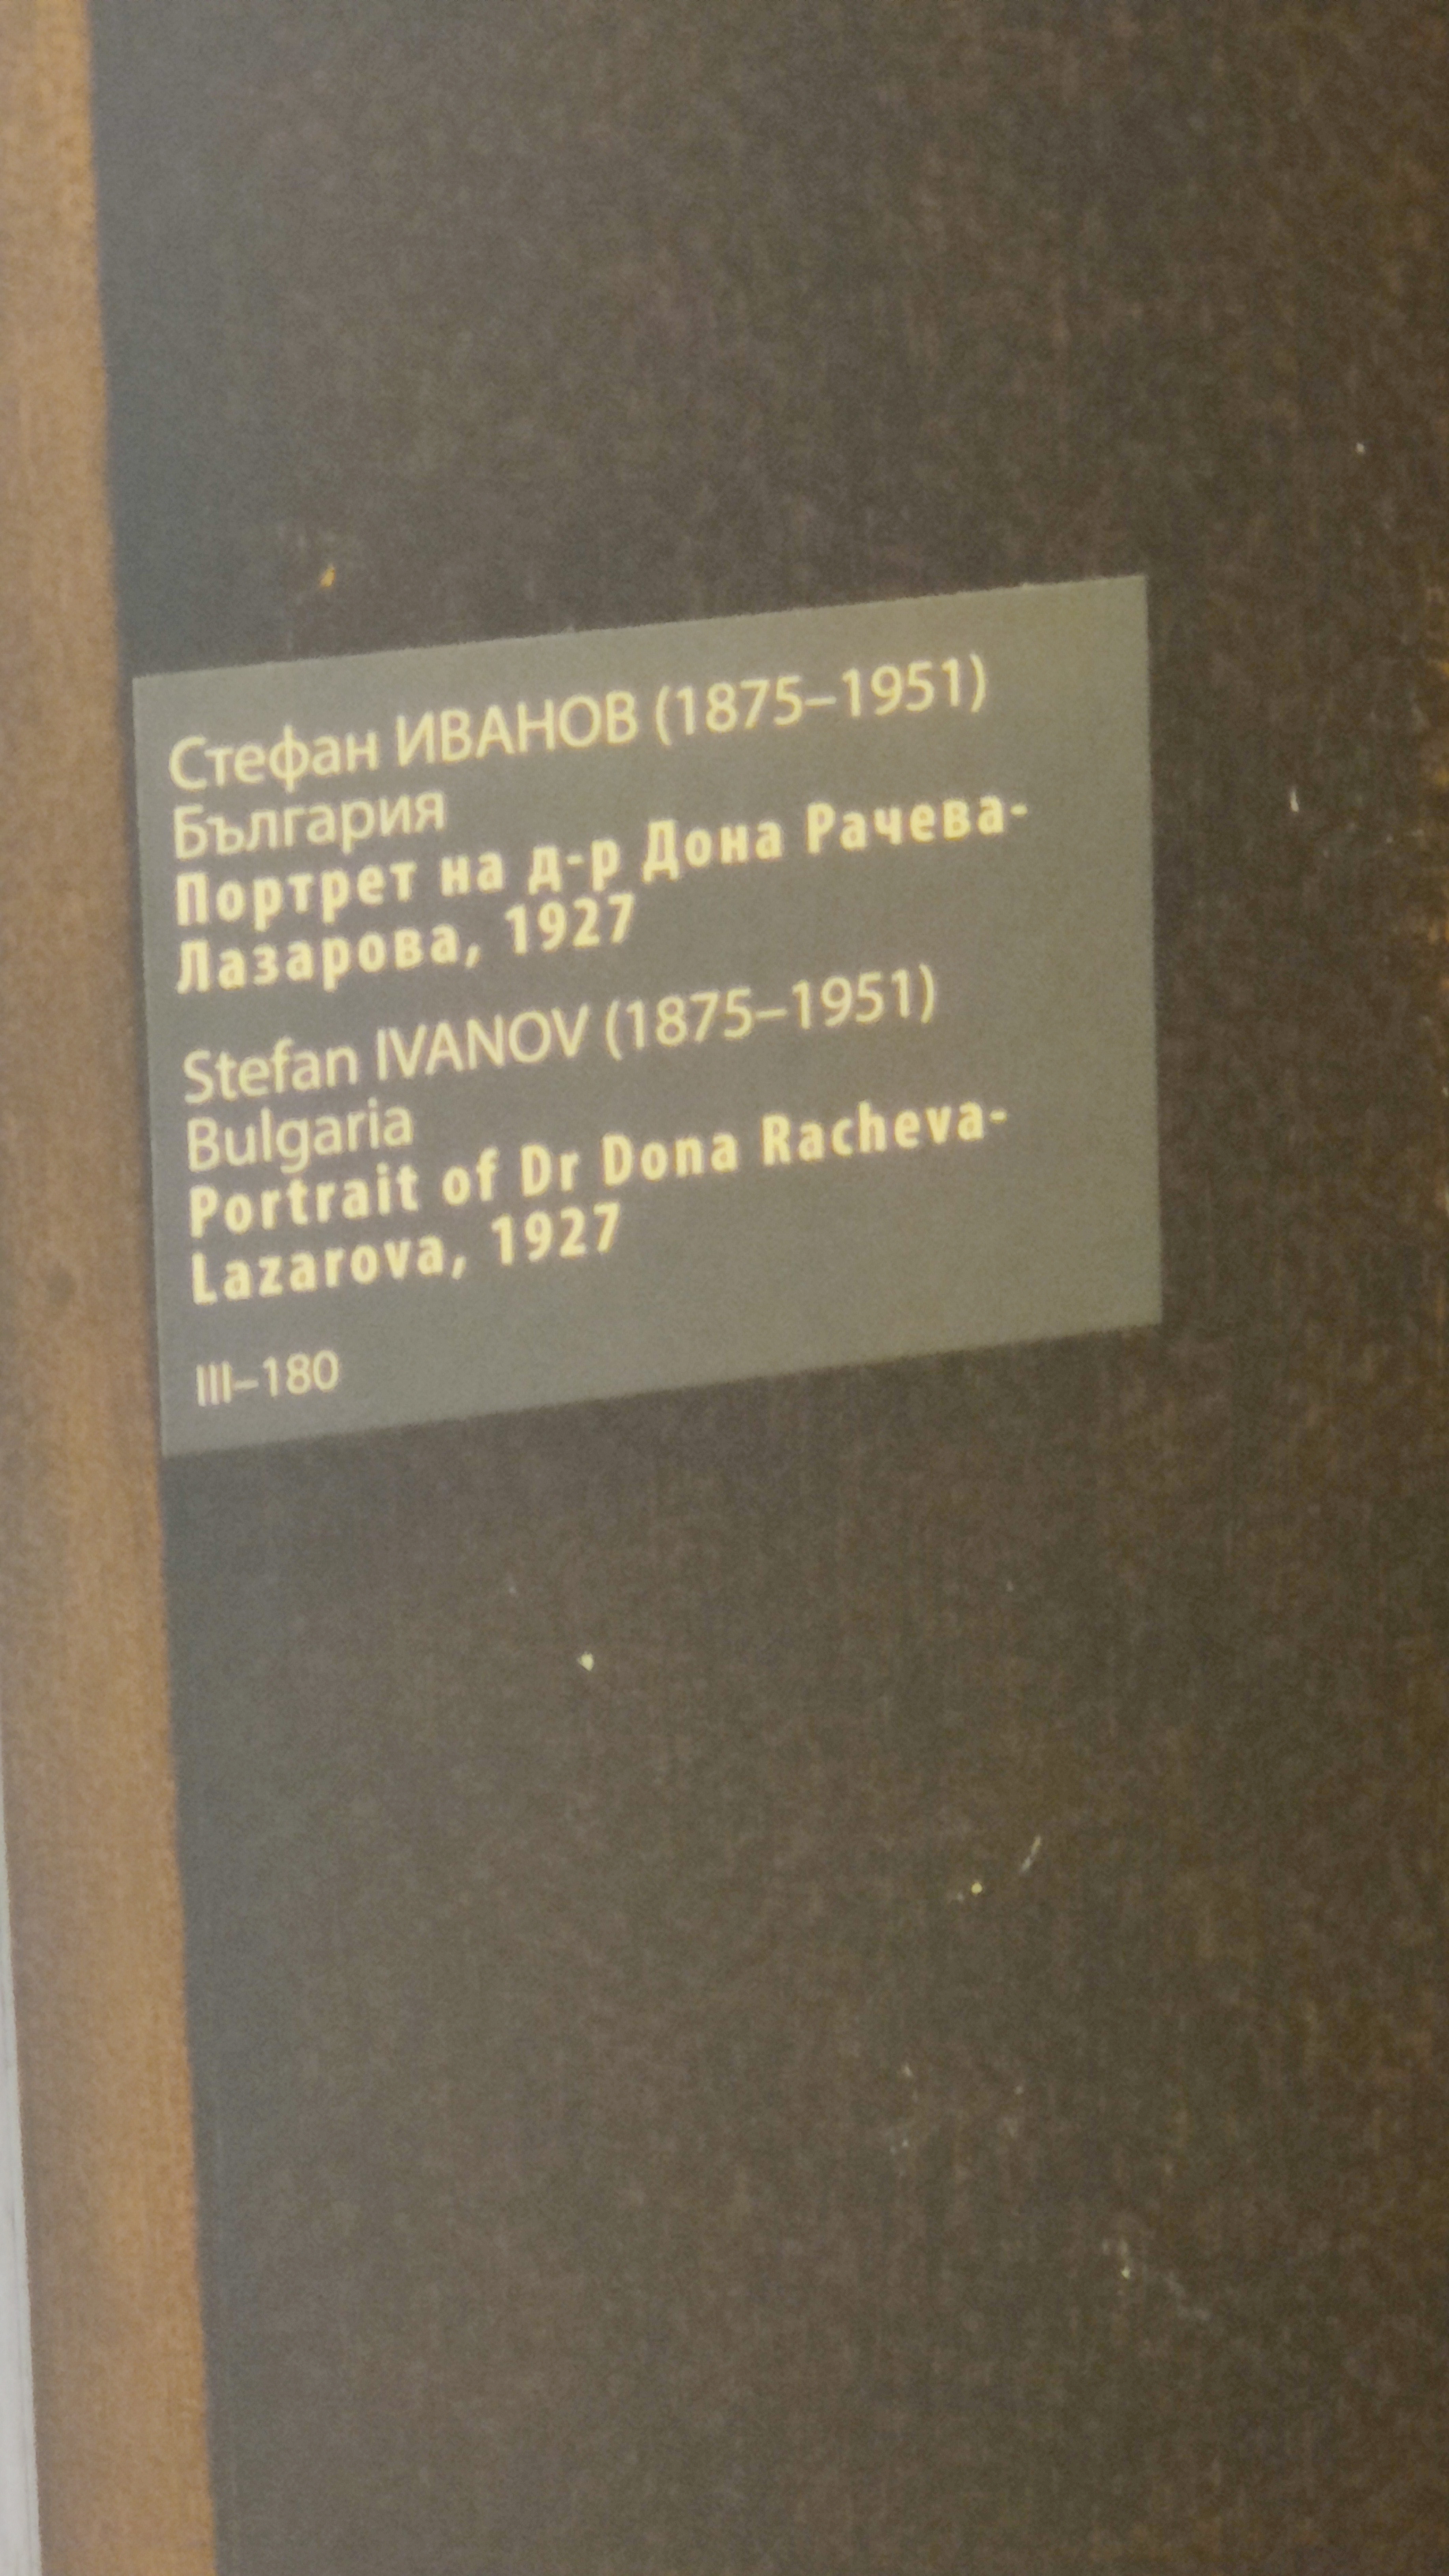 Стефан ИВАНОВ (1875–1951)
България
Портрет на д-р Дона Рачева-
Лазарова, 1927
Stefan IVANOV (1875–1951)
Bulgaria
Portrait of Dr Dona Racheva-
Lazarova, 1927
III–180